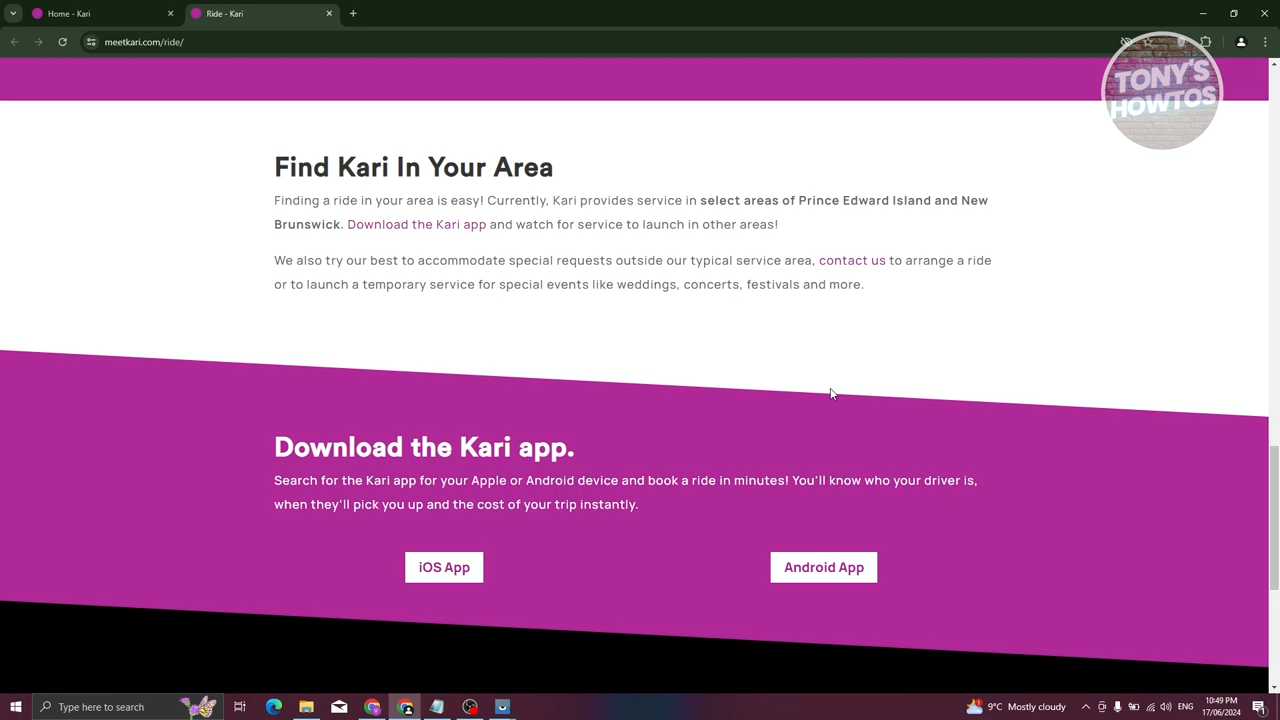 Home - Kari
Ride - Kari
meetkari.com/ride/
TONY'S
HOWTOS
Find Kari In Your Area
Finding a ride in your area is easy! Currently, Kari provides service in select areas of Prince Edward Island and New
Brunswick. Download the Kari app and watch for service to launch in other areas!
We also try our best to accommodate special requests outside our typical service area, contact us to arrange a ride
or to launch a temporary service for special events like weddings, concerts, festivals and more.
Download the Kari app.
Search for the Kari app for your Apple or Android device and book a ride in minutes! You'll know who your driver is,
when they'll pick you up and the cost of your trip instantly.
iOS App
Android App
Type here to search
9°C Mostly cloudy
10:49 PM
17/06/2024
1